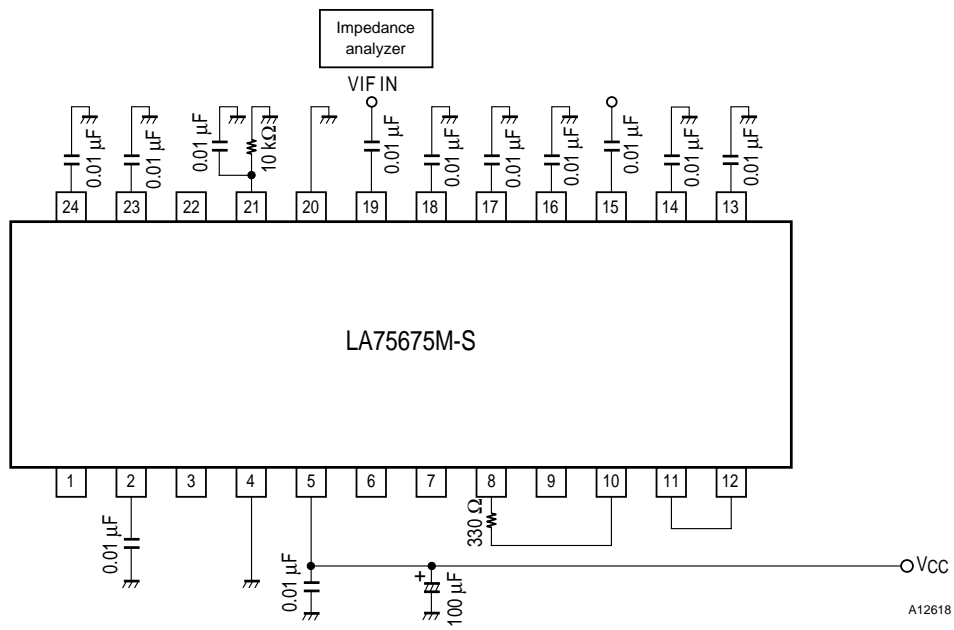 Impedance
analyzer
VIF IN
0.01 µF
0.01 µF
0.01 µF
10 kΩ
0.01 µF
0.01 µF
0.01 µF
0.01 µF
0.01 µF
0.01 µF
0.01 µF
24 23 22 21 20 19 18 17 16 15 14 13
LA75675M-S
1 2 3 4 5 6 7 8 9 10 11 12
0.01 µF
330 Ω
0.01 µF
+
100 µF
VCC
A12618